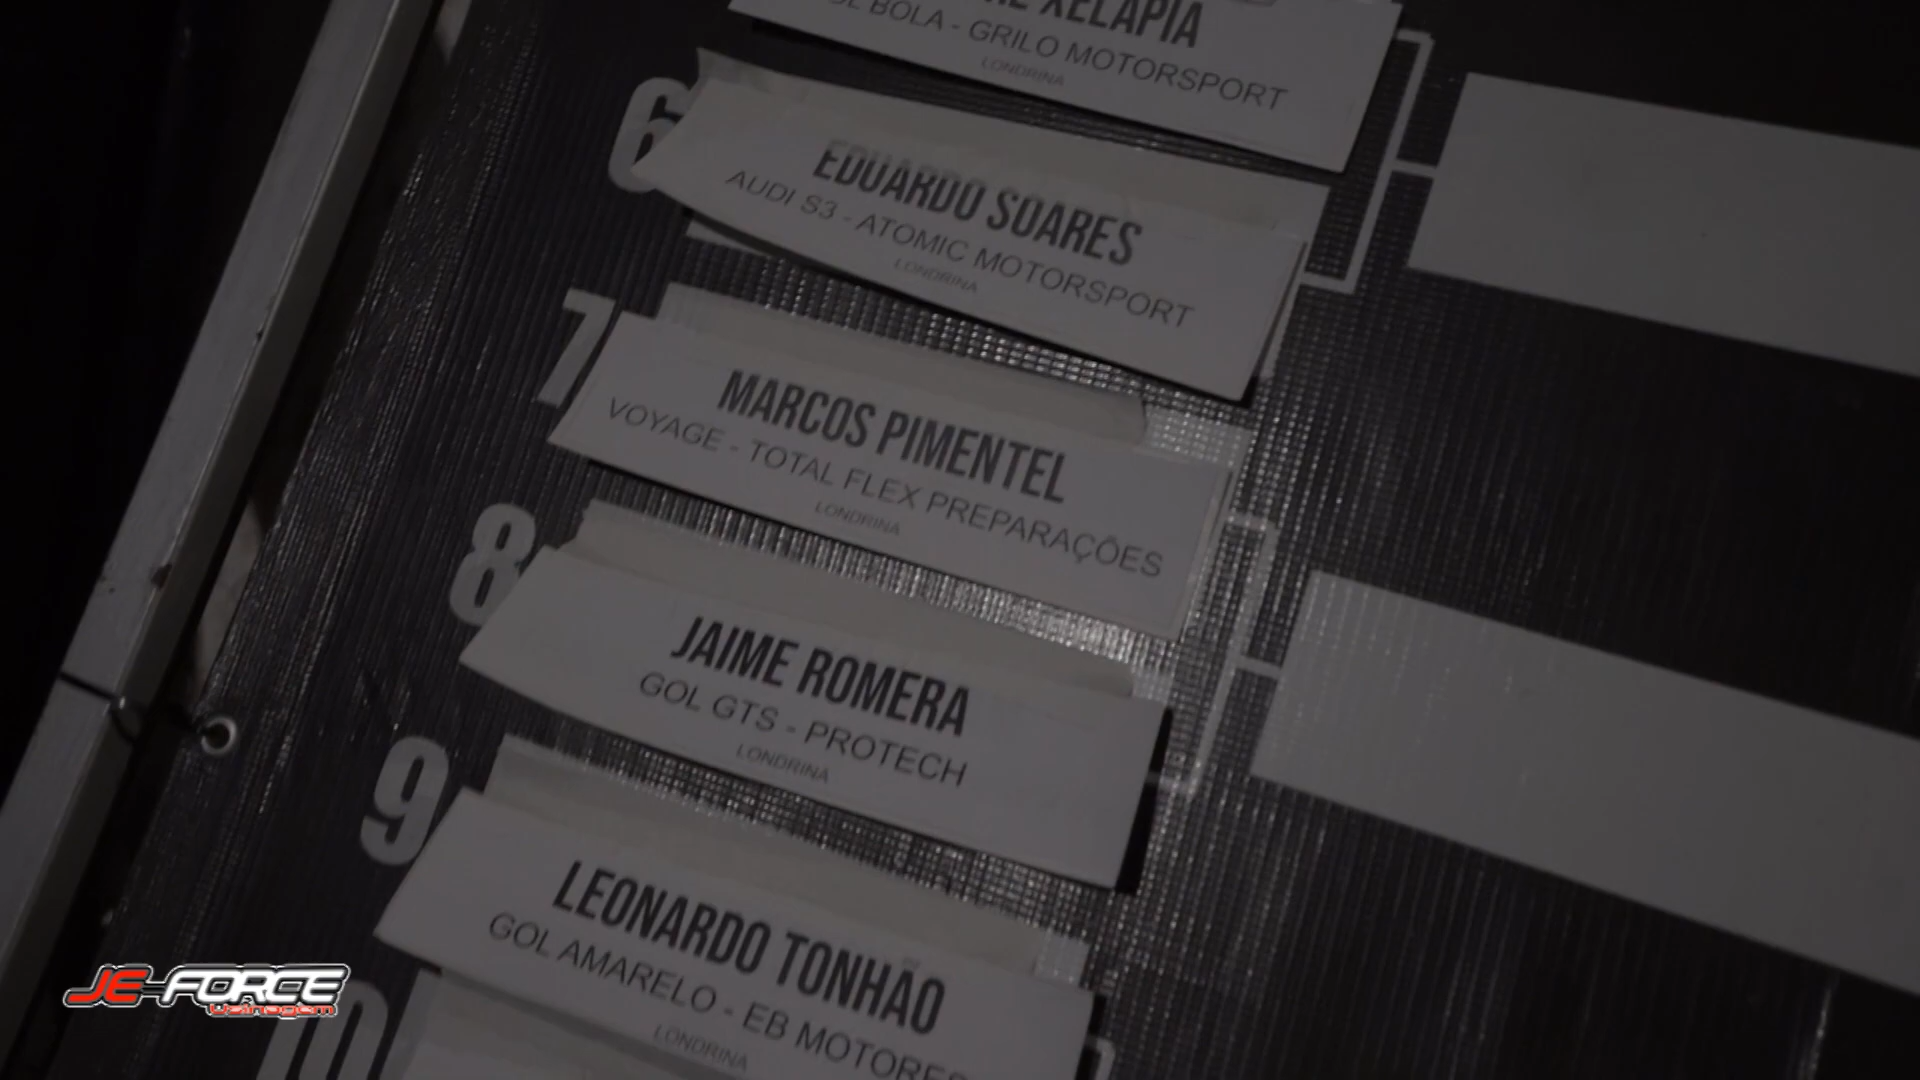 XELAPIA
BOLA - GRILO MOTORSPORT
LONDRINA
6
EDUARDO SOARES
AUDI S3 - ATOMIC MOTORSPORT
LONDRINA
7
MARCOS PIMENTEL
VOYAGE - TOTAL FLEX PREPARAÇÕES
LONDRINA
8
JAIME ROMERA
GOL GTS - PROTECH
LONDRINA
9
LEONARDO TONHÃO
GOL AMARELO - EB MOTORES
LONDRINA
10
JE-FORCE
Usinagem